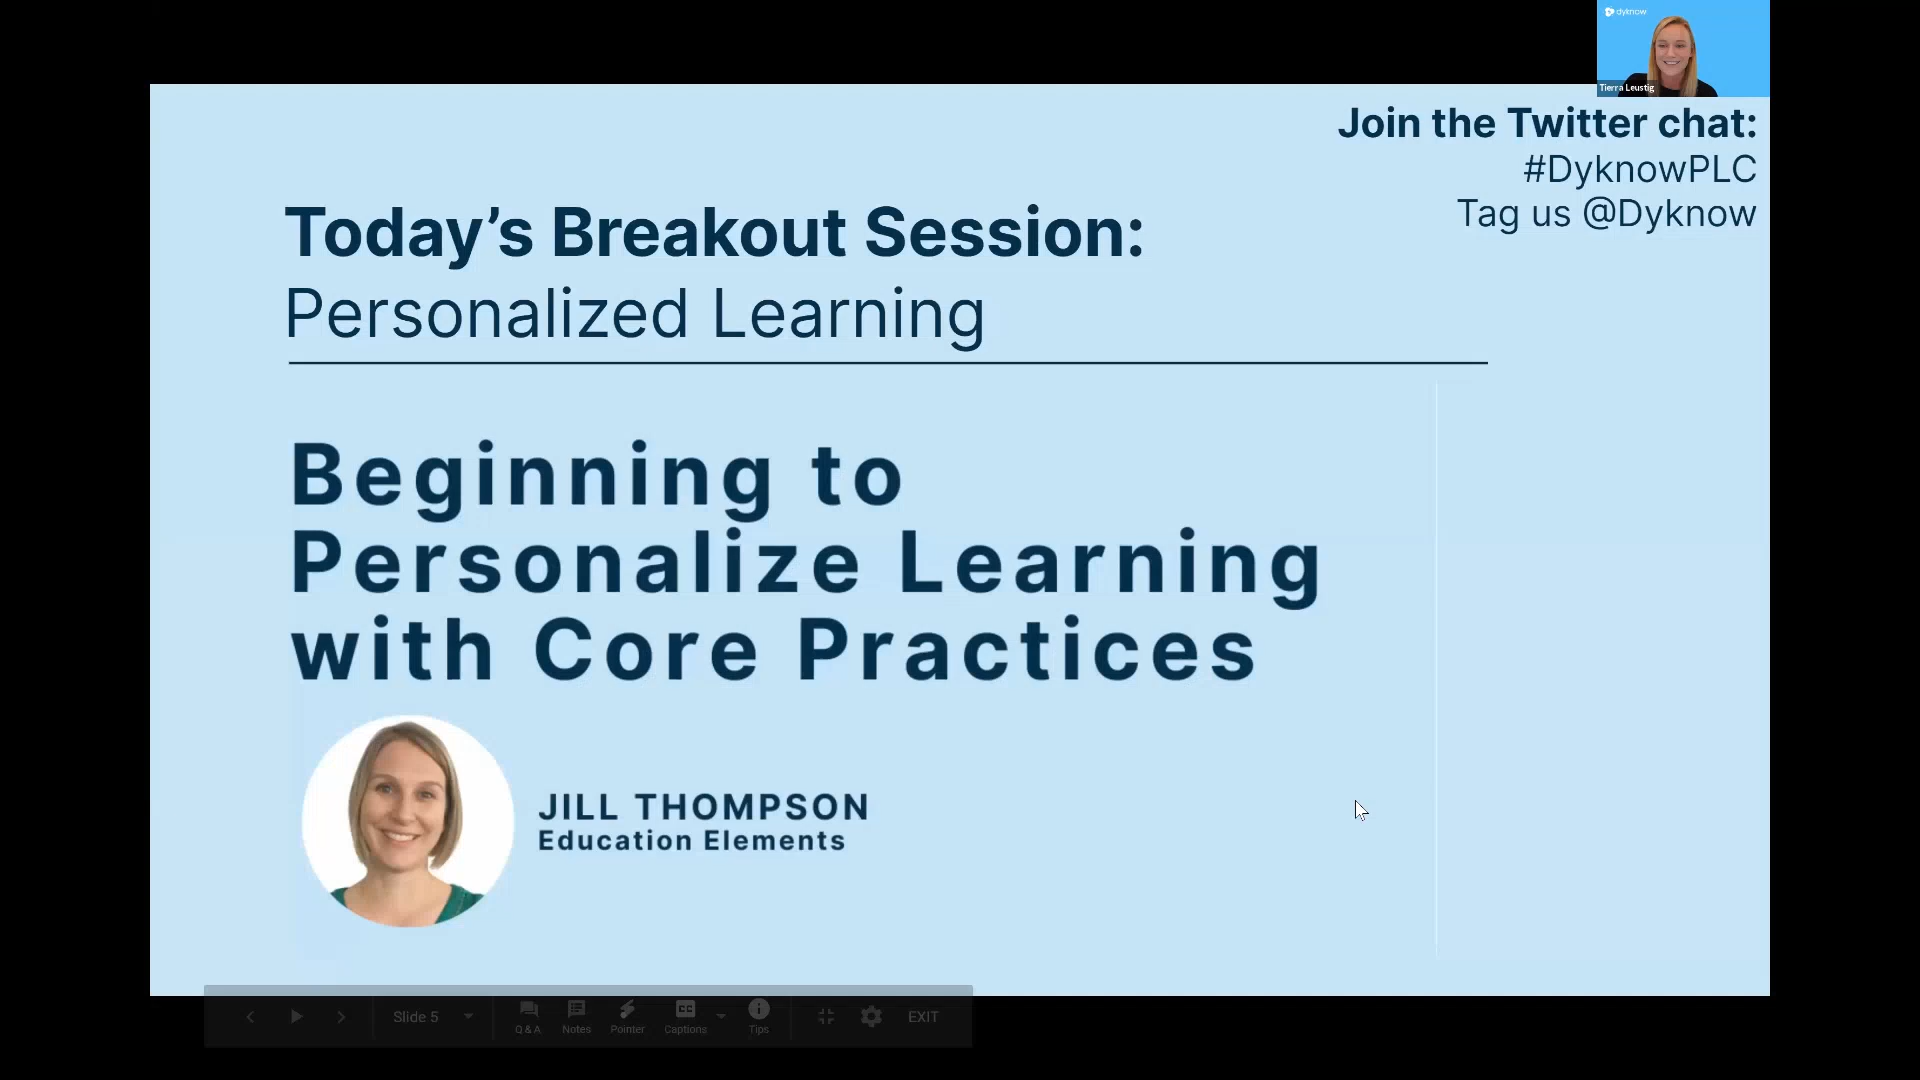 dyknow
Tierra Leustig
Join the Twitter chat:
#DyknowPLC
Tag us @Dyknow
Today’s Breakout Session:
Personalized Learning
Beginning to
Personalize Learning
with Core Practices
JILL THOMPSON
Education Elements
Slide 5
Q & A
Notes
Pointer
CC
Captions
Tips
EXIT